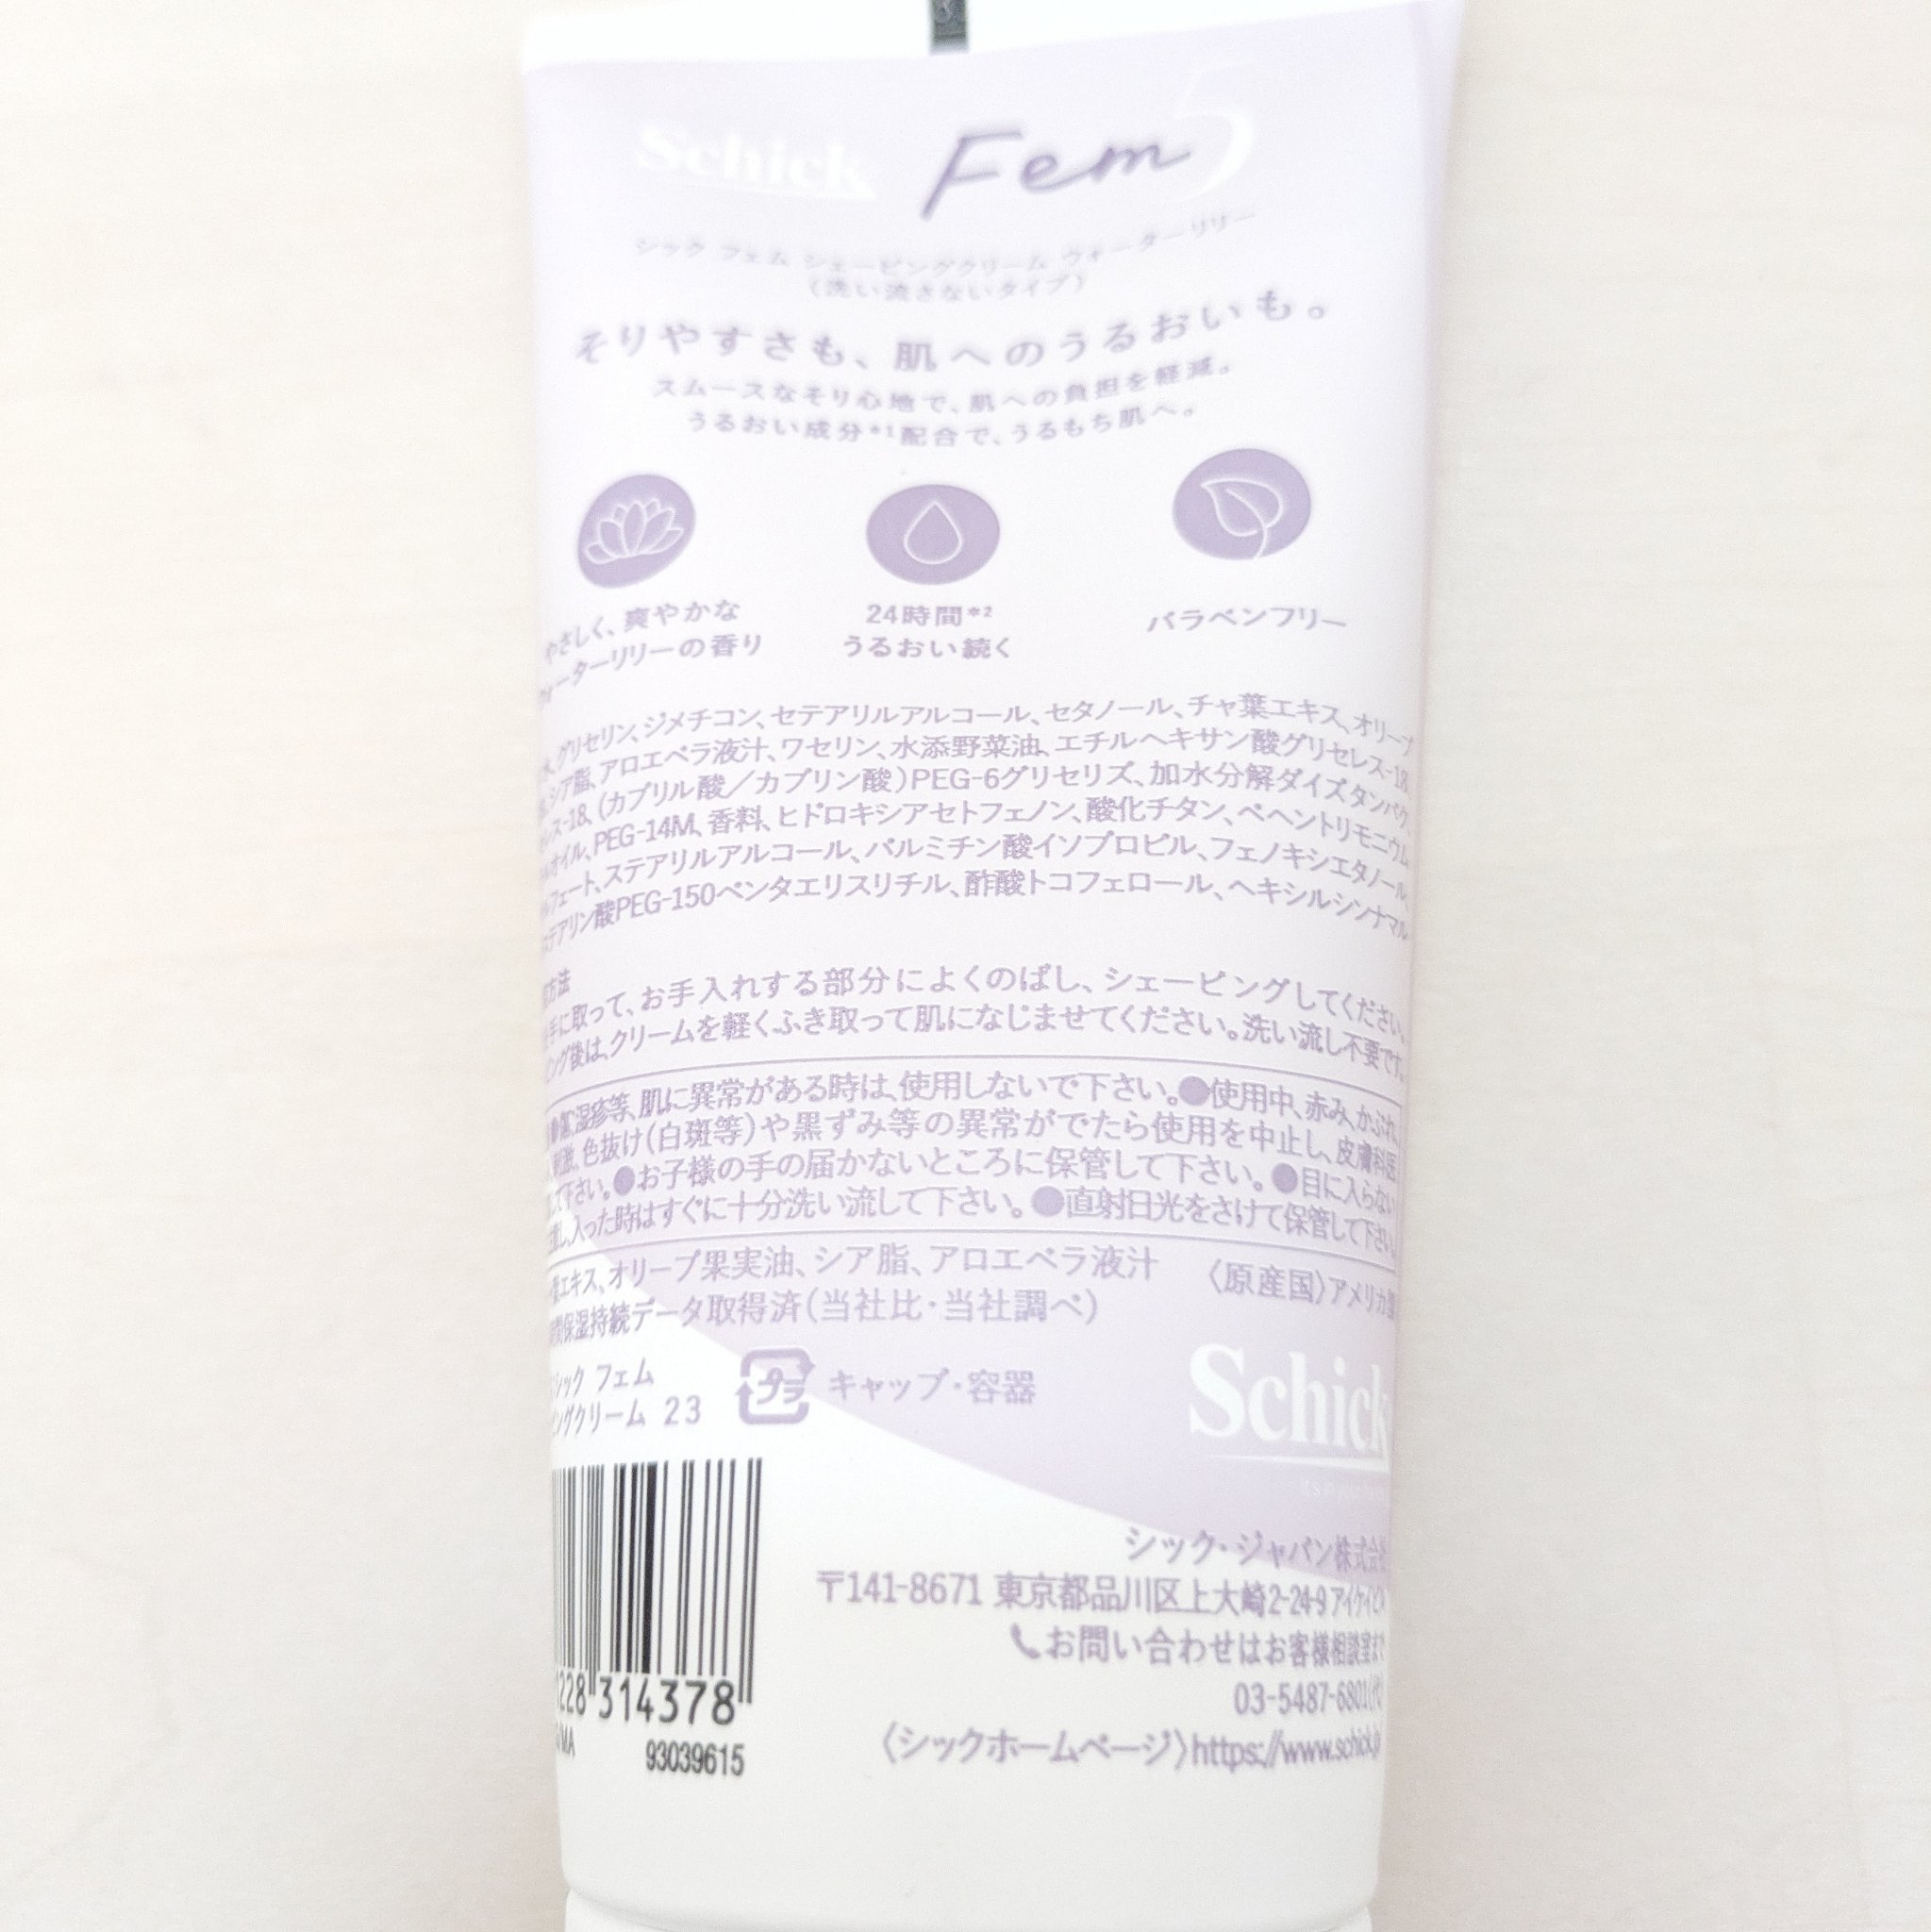 Schick Fem 5
シック フェム シェービングクリーム ウォーターリリー
(洗い流さないタイプ)
そりやすさも、肌へのうるおいも。
スムースなそり心地で、肌への負担を軽減。
うるおい成分*1配合で、うるもち肌へ。
やさしく、爽やかな
ォーターリリーの香り
24時間*2
うるおい続く
パラベンフリー
水、グリセリン、ジメチコン、セテアリルアルコール、セタノール、チャ葉エキス、オリーブ
シア脂、アロエベラ液汁、ワセリン、水添野菜油、エチルヘキサン酸グリセレス-18、
レス-18、(カプリル酸/カプリン酸)PEG-6グリセリズ、加水分解ダイズタンパク、
オイル、PEG-14M、香料、ヒドロキシアセトフェノン、酸化チタン、ベヘントリモニウム
フェート、ステアリルアルコール、パルミチン酸イソプロピル、フェノキシエタノール、
ステアリン酸PEG-150ペンタエリスリチル、酢酸トコフェロール、ヘキシルシンナマル
方法
手に取って、お手入れする部分によくのばし、シェービングしてください。
ング後は、クリームを軽くふき取って肌になじませてください。洗い流し不要です。
湿疹等、肌に異常がある時は、使用しないで下さい。●使用中、赤み、かぶれ、
刺激、色抜け(白斑等)や黒ずみ等の異常がでたら使用を中止し、皮膚科医
して下さい。●お子様の手の届かないところに保管して下さい。●目に入らない
意し、入った時はすぐに十分洗い流して下さい。●直射日光をさけて保管して下さい。
葉エキス、オリーブ果実油、シア脂、アロエベラ液汁
〈原産国〉アメリカ
時間保湿持続データ取得済(当社比・当社調べ)
シック フェム
ングクリーム 23
プラ キャップ・容器
Schick
228 314378
93039615
シック・ジャパン株式会社
〒141-8671 東京都品川区上大崎2-24-9 アイケイビル
お問い合わせはお客様相談室まで
03-5487-6801(代)
〈シックホームページ〉https://www.schick.jp